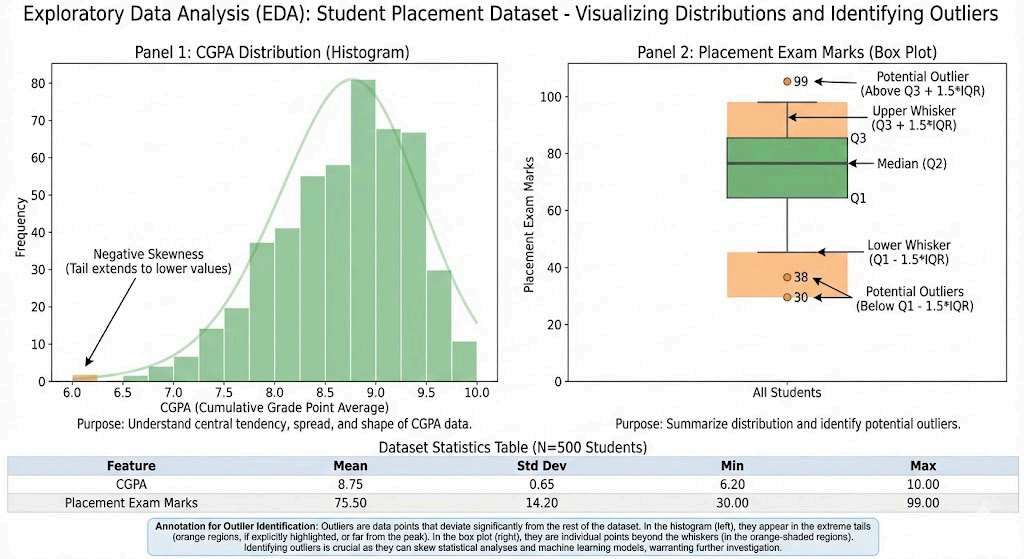 Exploratory Data Analysis (EDA): Student Placement Dataset - Visualizing Distributions and Identifying Outliers
Panel 1: CGPA Distribution (Histogram)
80
70
60
50
40
30
20
10
0
Frequency
Negative Skewness
(Tail extends to lower values)
6.0 6.5 7.0 7.5 8.0 8.5 9.0 9.5 10.0
CGPA (Cumulative Grade Point Average)
Purpose: Understand central tendency, spread, and shape of CGPA data.
Panel 2: Placement Exam Marks (Box Plot)
100
80
60
40
20
0
Placement Exam Marks
99
Potential Outlier
(Above Q3 + 1.5*IQR)
Upper Whisker
(Q3 + 1.5*IQR)
Q3
Median (Q2)
Q1
Lower Whisker
(Q1 - 1.5*IQR)
38
30
Potential Outliers
(Below Q1 - 1.5*IQR)
All Students
Purpose: Summarize distribution and identify potential outliers.
Dataset Statistics Table (N=500 Students)
Feature Mean Std Dev Min Max
CGPA 8.75 0.65 6.20 10.00
Placement Exam Marks 75.50 14.20 30.00 99.00
Annotation for Outlier Identification: Outliers are data points that deviate significantly from the rest of the dataset. In the histogram (left), they appear in the extreme tails
(orange regions, if explicitly highlighted, or far from the peak). In the box plot (right), they are individual points beyond the whiskers (in the orange-shaded regions).
Identifying outliers is crucial as they can skew statistical analyses and machine learning models, warranting further investigation.